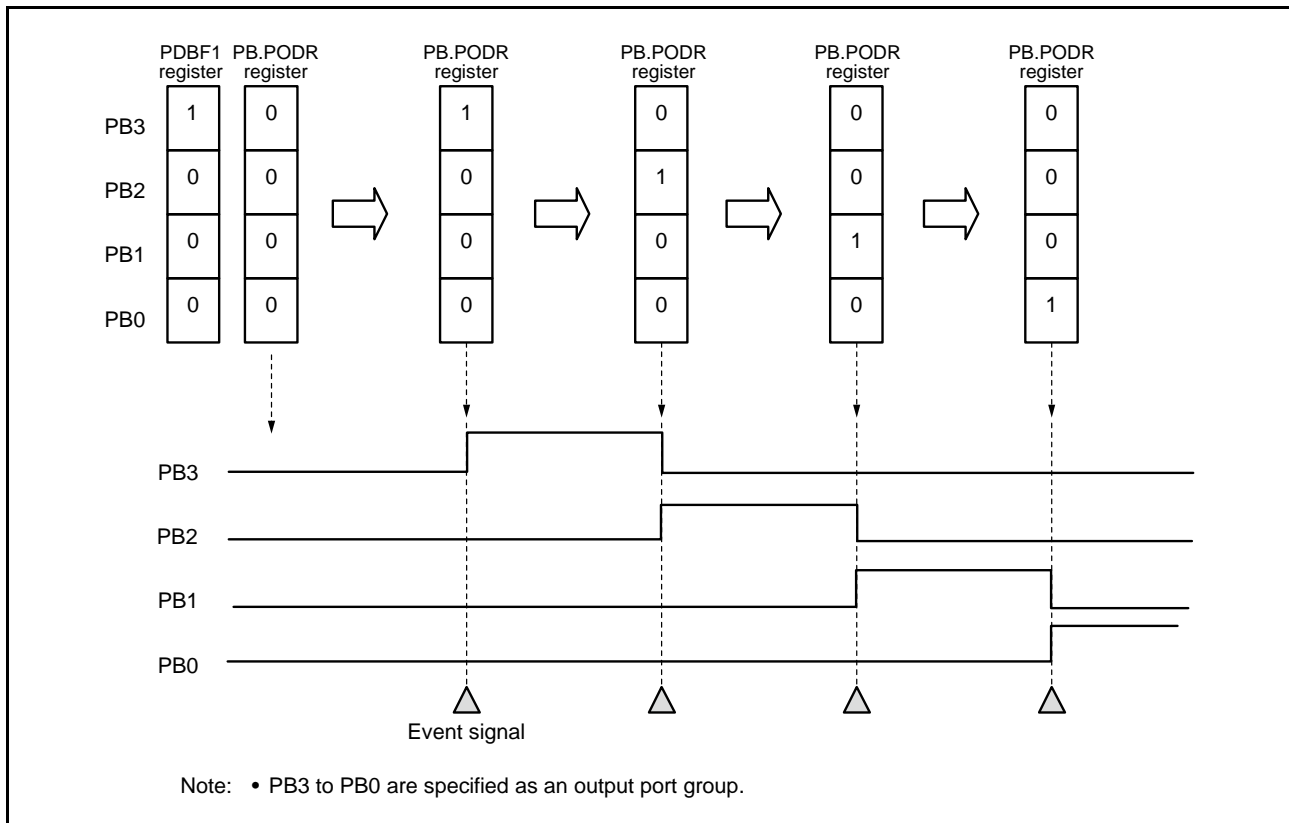 PDBF1 PB.PODR PB.PODR PB.PODR PB.PODR PB.PODR
register register register register register register
PB3 1 0 1 0 0 0
PB2 0 0 0 1 0 0
PB1 0 0 0 0 1 0
PB0 0 0 0 0 0 1
PB3
PB2
PB1
PB0
Event signal
Note: • PB3 to PB0 are specified as an output port group.